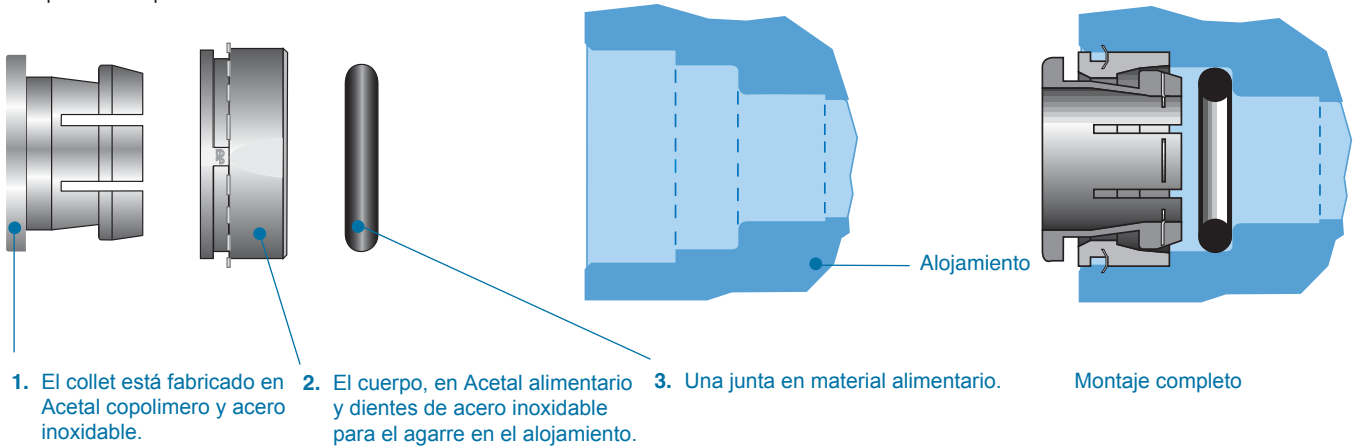 Alojamiento
1. El collet está fabricado en
Acetal copolimero y acero
inoxidable.
2. El cuerpo, en Acetal alimentario
y dientes de acero inoxidable
para el agarre en el alojamiento.
3. Una junta en material alimentario.
Montaje completo